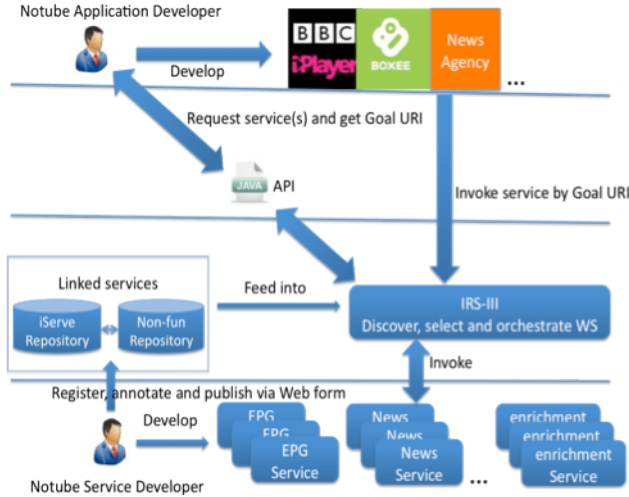 Notube Application Developer
Develop
BBC
iPlayer
BOXEE
News
Agency
...
Request service(s) and get Goal URI
JAVA
API
Invoke service by Goal URI
Linked services
iServe
Repository
Non-fun
Repository
Feed into
IRS-III
Discover, select and orchestrate WS
Invoke
Register, annotate and publish via Web form
Develop
EPG
EPG
EPG
Service
News
News
News
Service
...
enrichment
enrichment
enrichment
Service
Notube Service Developer